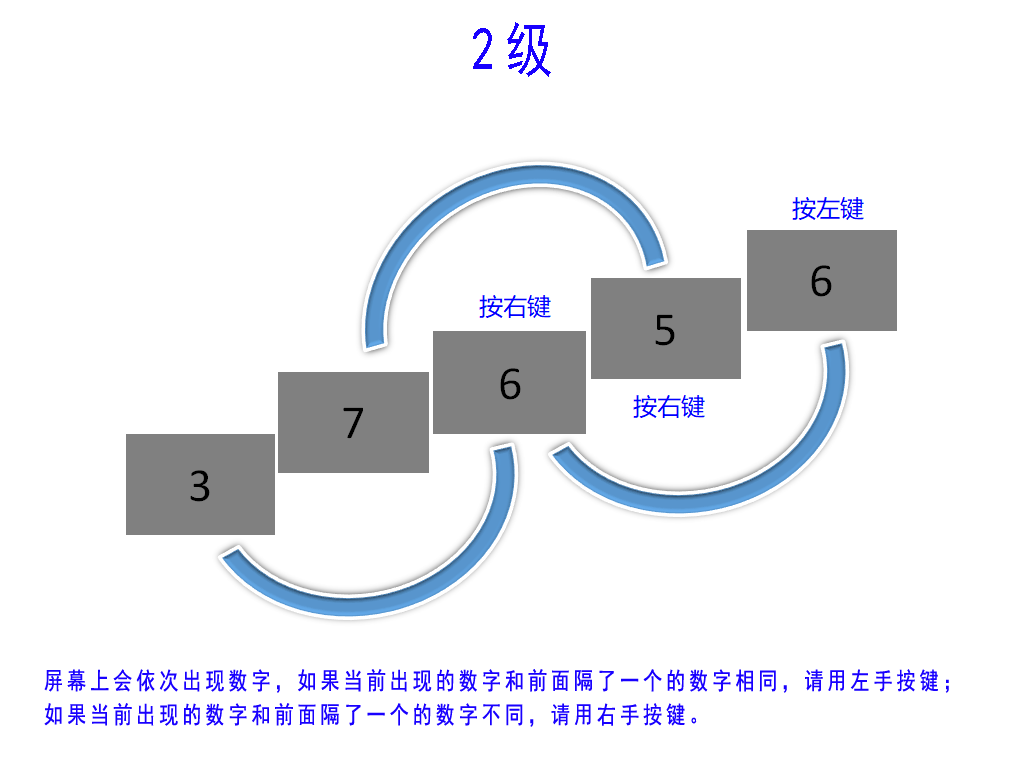 2级
按左键
6
按右键
5
6
按右键
7
3
屏幕上会依次出现数字，如果当前出现的数字和前面隔了一个的数字相同，请用左手按键；
如果当前出现的数字和前面隔了一个的数字不同，请用右手按键。